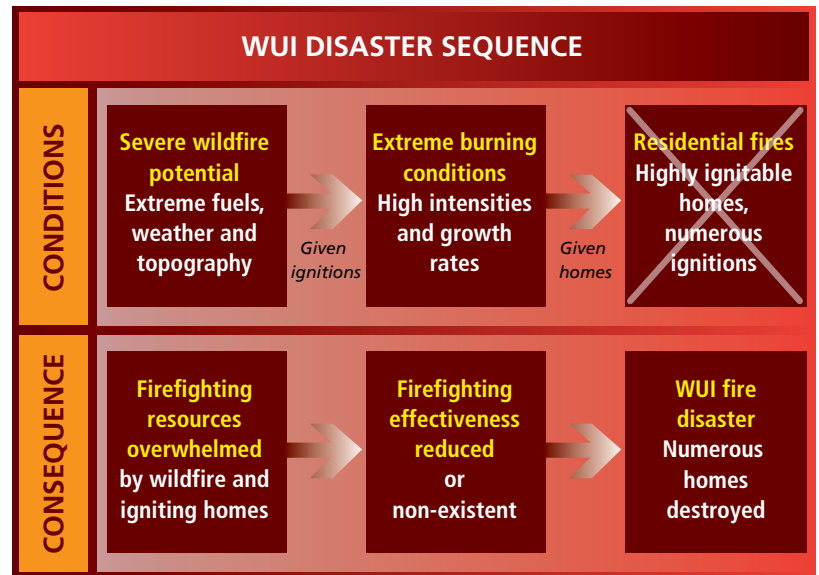 WUI DISASTER SEQUENCE
CONDITIONS
Severe wildfire
potential
Extreme fuels,
weather and
topography
Given
ignitions
Extreme burning
conditions
High intensities
and growth
rates
Given
homes
Residential fires
Highly ignitable
homes,
numerous
ignitions
CONSEQUENCE
Firefighting
resources
overwhelmed
by wildfire and
igniting homes
Firefighting
effectiveness
reduced
or
non-existent
WUI fire
disaster
Numerous
homes
destroyed